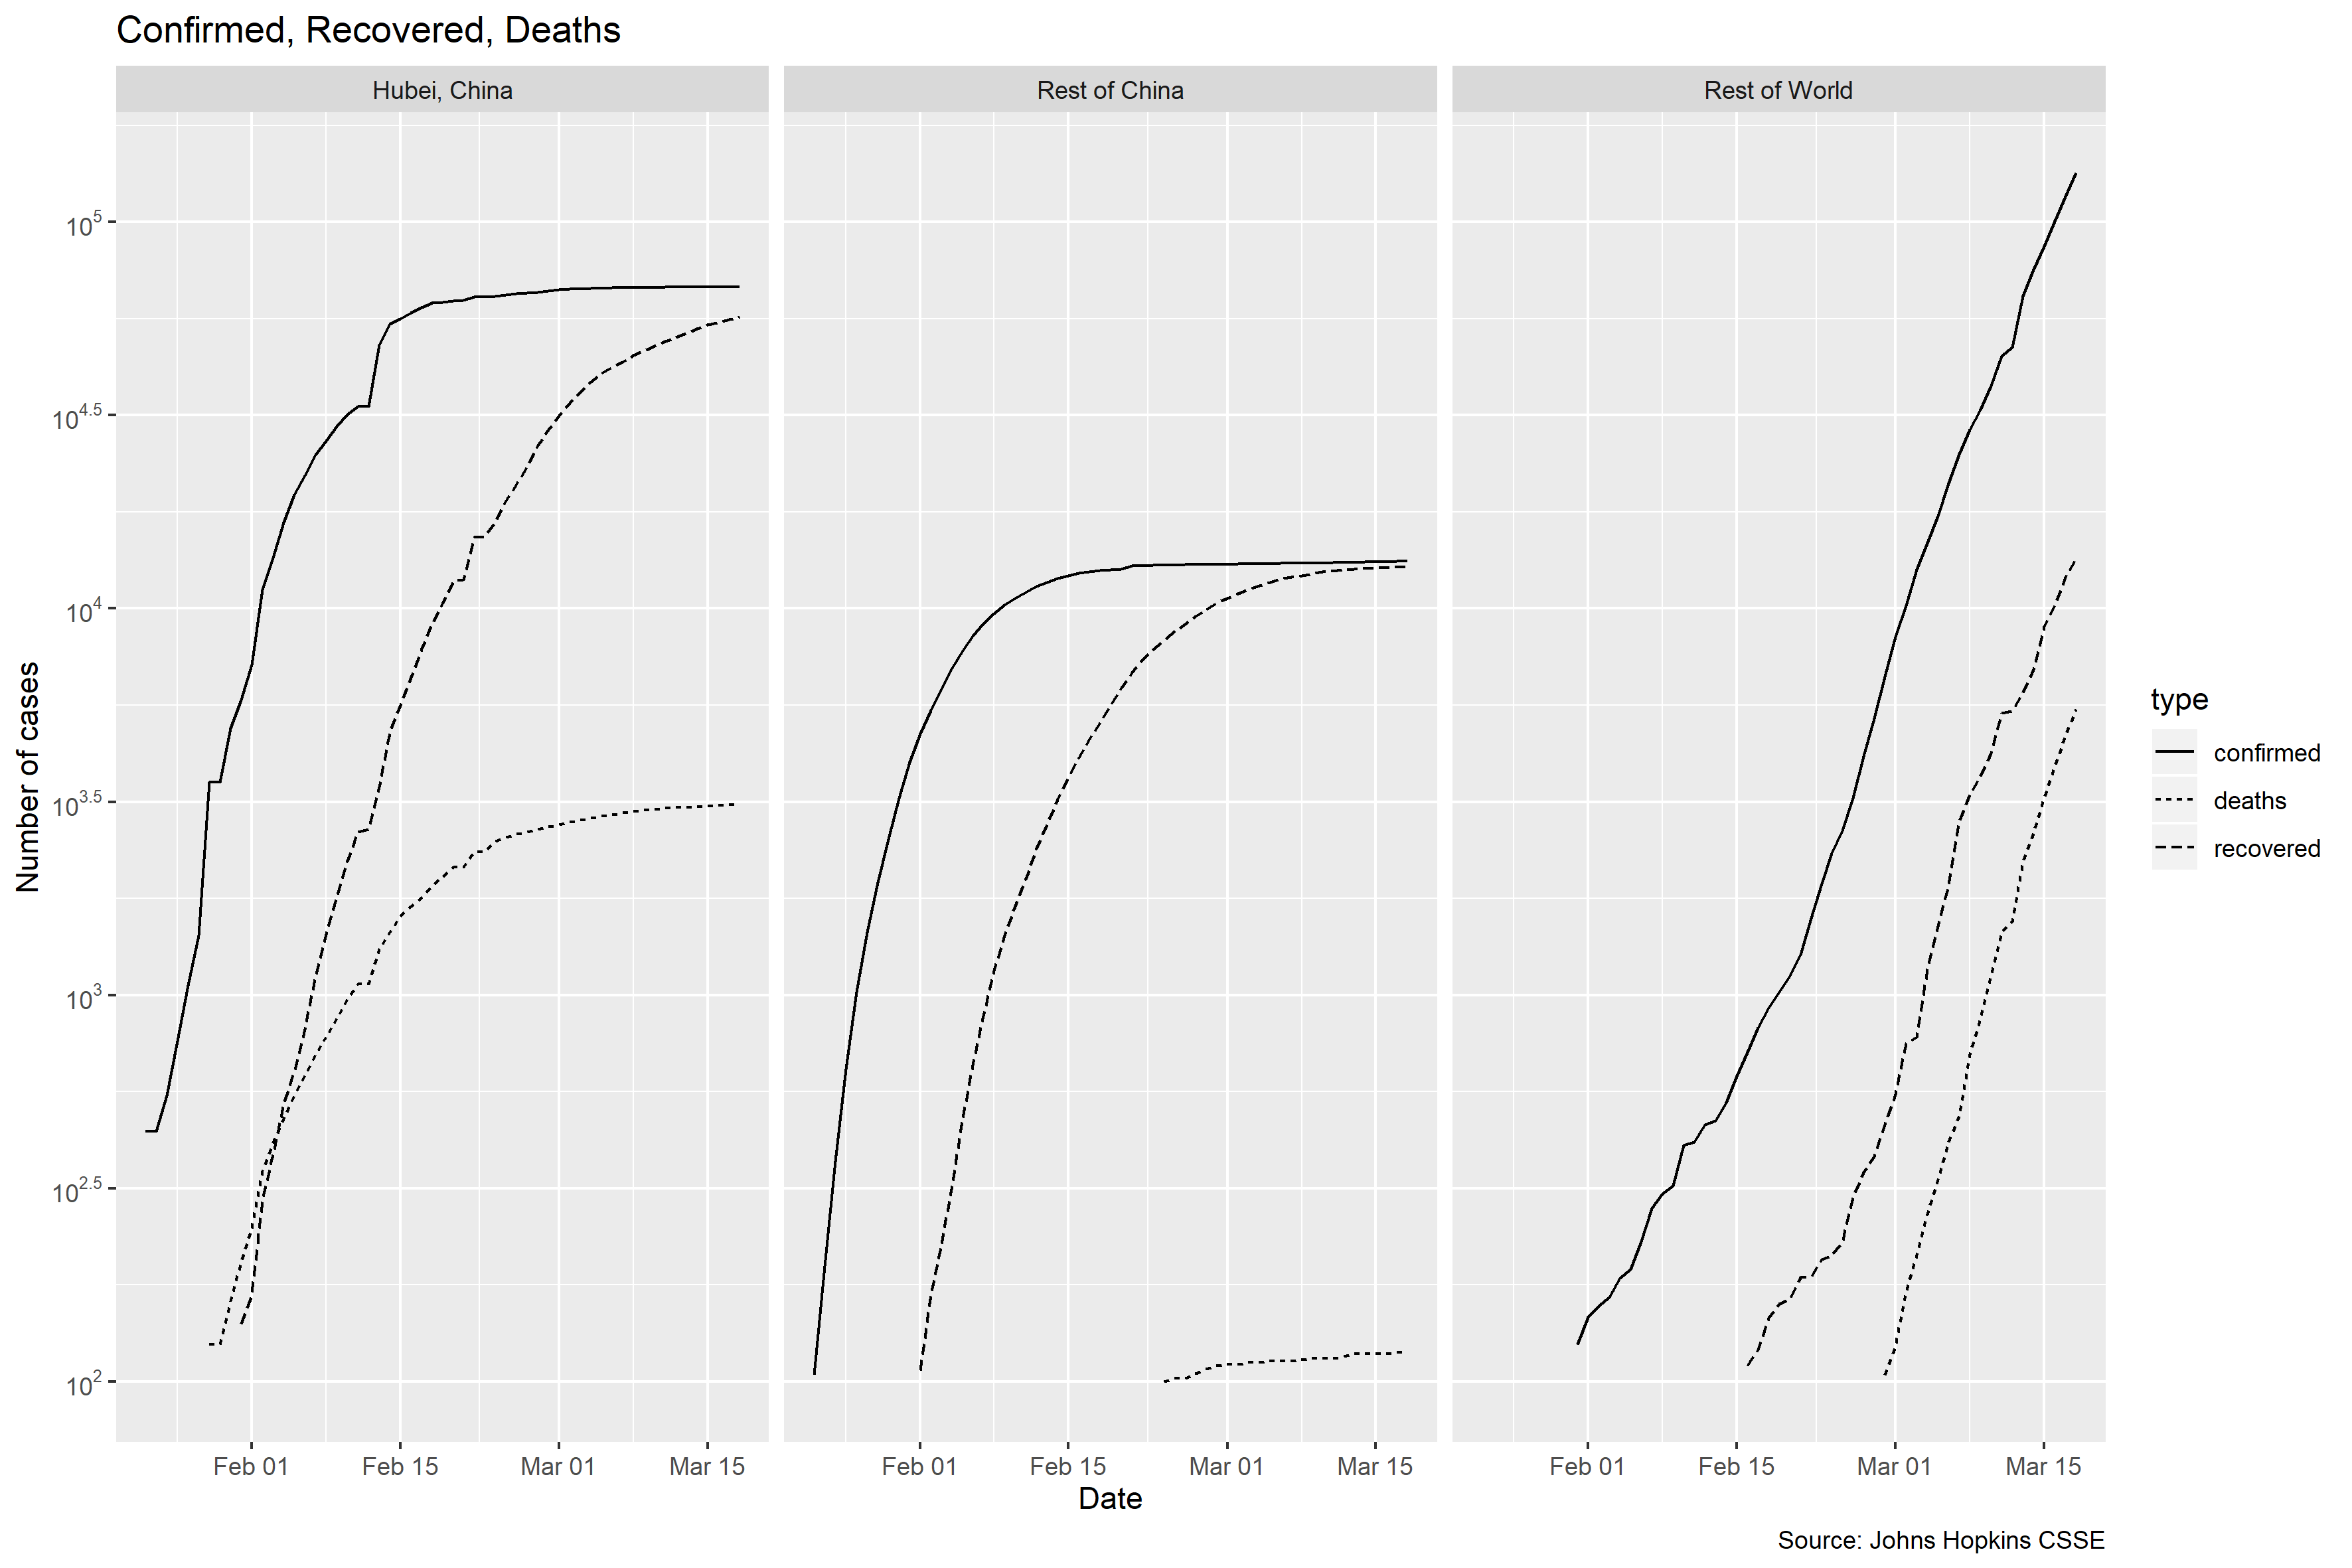 Confirmed, Recovered, Deaths
Hubei, China
Rest of China
Rest of World
Number of cases
10^5
10^4.5
10^4
10^3.5
10^3
10^2.5
10^2
Feb 01 Feb 15 Mar 01 Mar 15
Feb 01 Feb 15 Mar 01 Mar 15
Feb 01 Feb 15 Mar 01 Mar 15
Date
type
confirmed
deaths
recovered
Source: Johns Hopkins CSSE